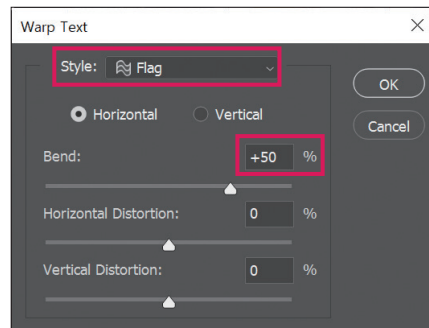 Warp Text
Style: Flag
OK
Horizontal Vertical
Cancel
Bend: +50 %
Horizontal Distortion: 0 %
Vertical Distortion: 0 %